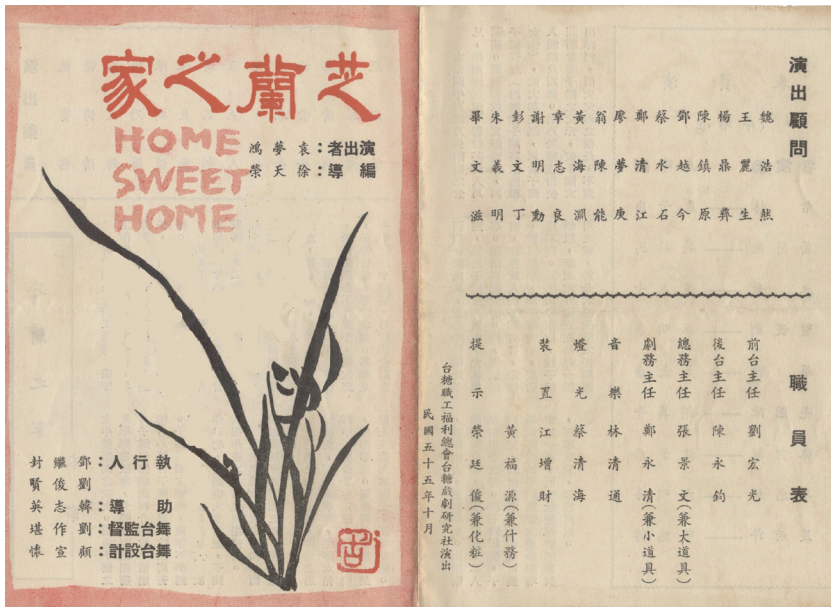 芝蘭之家
HOME
SWEET
HOME
演出者:袁夢鴻
編導:徐天榮
執行人:鄧繼封
劉俊賢
助導:韓志英
舞台監督:劉作堪
舞台設計:顧宣懷
演出顧問
魏浩然
王麗生
楊鼎彝
陳鎮原
鄧越今
蔡水石
鄭清江
廖夢庚
翁陳能
黃海淵
章志良
謝明勳
彭文丁
朱義明
畢文滋
職員表
前台主任 劉宏光
後台主任 陳永鈞
總務主任 張景文(兼大道具)
劇務主任 鄭永清(兼小道具)
音樂 林清通
燈光 蔡清海
裝置 江增財
黃福源(兼什務)
提示 榮廷俊(兼化粧)
台糖職工福利總會台糖戲劇研究社演出
民國五十五年十月